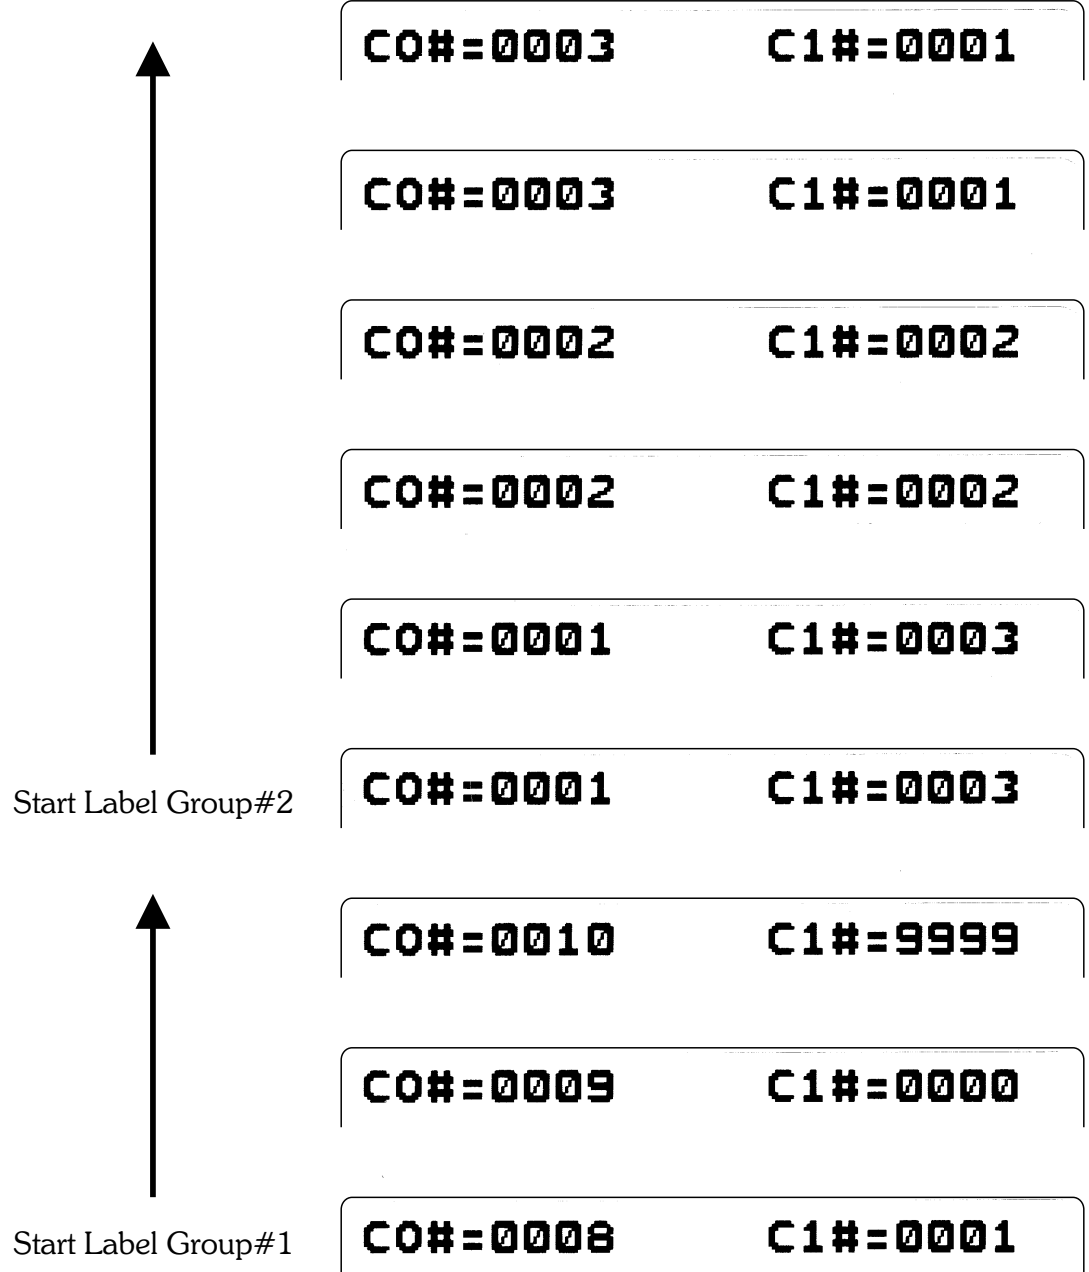 C0#=0003 C1#=0001
C0#=0003 C1#=0001
C0#=0002 C1#=0002
C0#=0002 C1#=0002
C0#=0001 C1#=0003
Start Label Group#2 C0#=0001 C1#=0003
C0#=0010 C1#=9999
C0#=0009 C1#=0000
Start Label Group#1 C0#=0008 C1#=0001